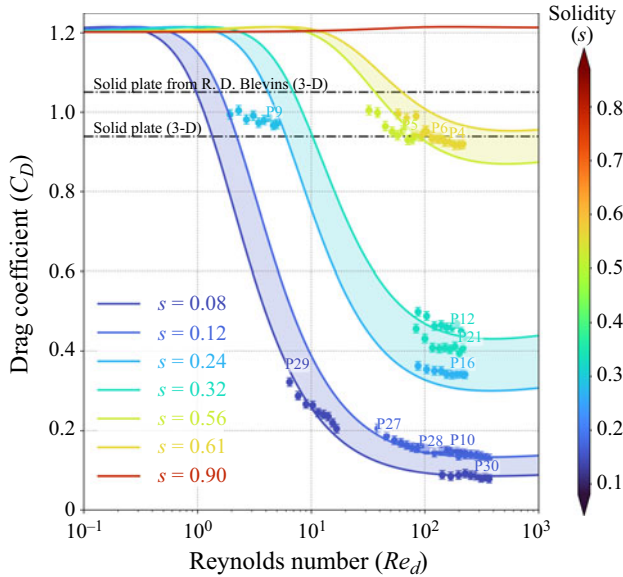 Solidity
(s)
1.2
Solid plate from R. D. Blevins (3-D)
1.0
P9
Solid plate (3-D)
P6
P4
0.8
0.6
0.4
0.2
0
Drag coefficient (C_D)
s = 0.08
s = 0.12
s = 0.24
s = 0.32
s = 0.56
s = 0.61
s = 0.90
P12
P21
P16
P29
P27
P28
P10
P30
10⁻¹
10⁰
10¹
10²
10³
Reynolds number (Re_d)
0.8
0.7
0.6
0.5
0.4
0.3
0.2
0.1